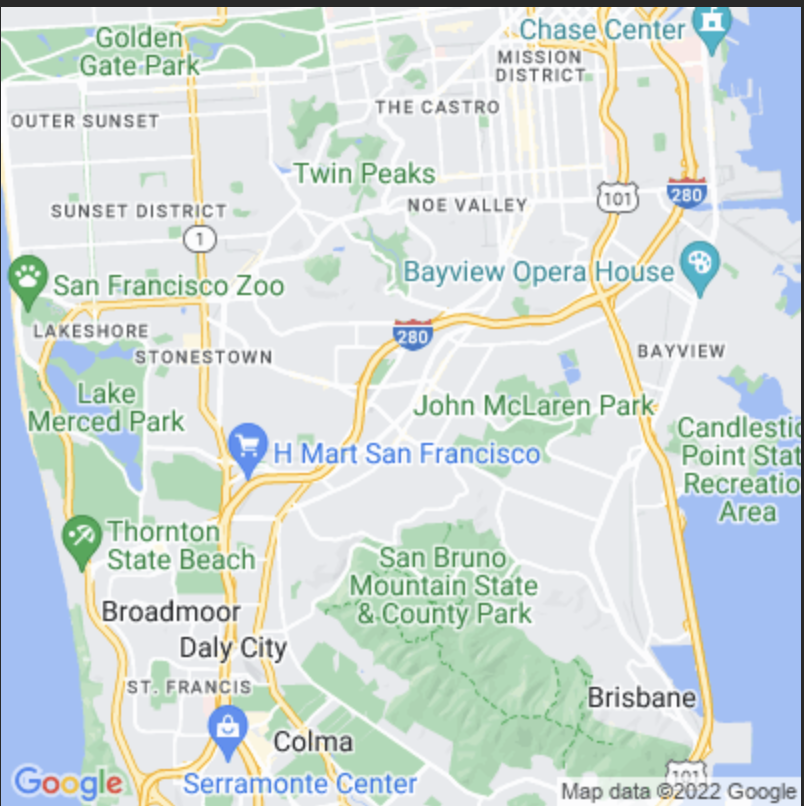 Golden
Gate Park
Chase Center
MISSION
DISTRICT
THE CASTRO
OUTER SUNSET
Twin Peaks
SUNSET DISTRICT
NOE VALLEY
101
280
1
San Francisco Zoo
Bayview Opera House
LAKESHORE
280
STONESTOWN
BAYVIEW
Lake
Merced Park
John McLaren Park
H Mart San Francisco
Candlestic
Point Stat
Recreatio
Area
Thornton
State Beach
San Bruno
Mountain State
& County Park
Broadmoor
Daly City
ST. FRANCIS
Brisbane
Colma
101
Serramonte Center
Google
Map data ©2022 Google